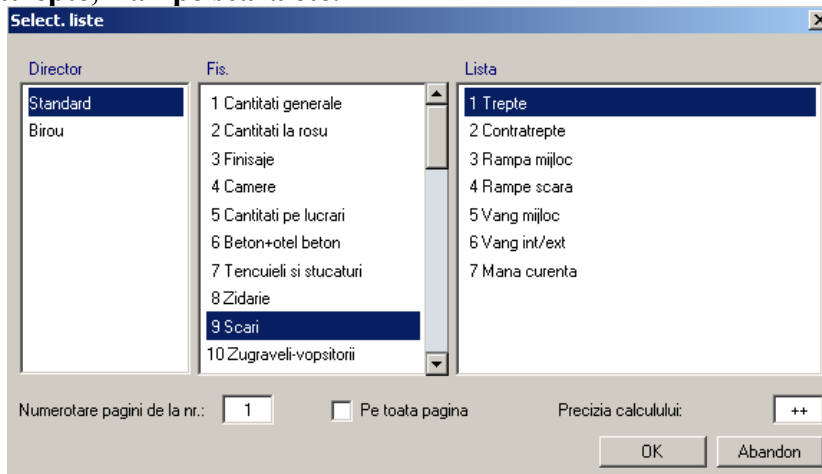 Select. liste
Director
Fis.
Lista
Standard
Birou
1 Cantitati generale
2 Cantitati la rosu
3 Finisaje
4 Camere
5 Cantitati pe lucrari
6 Beton+otel beton
7 Tencuieli si stucaturi
8 Zidarie
9 Scari
10 Zugraveli-vopsitorii
1 Trepte
2 Contratrepte
3 Rampa mijloc
4 Rampe scara
5 Vang mijloc
6 Vang int/ext
7 Mana curenta
Numerotare pagini de la nr.: 1 Pe toata pagina Precizia calculului: ++
OK Abandon